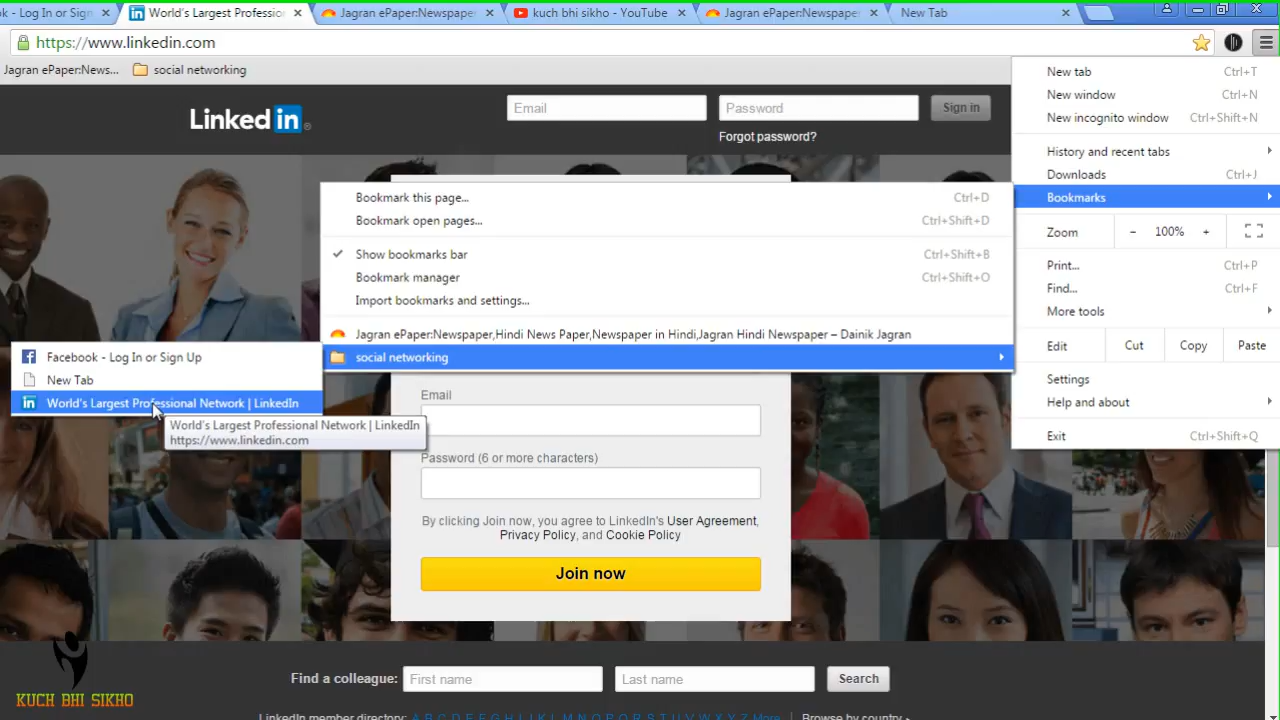 ok - Log In or Sign
World's Largest Professio
Jagran ePaper:Newspaper
kuch bhi sikho - YouTube
Jagran ePaper:Newspaper
New Tab
https://www.linkedin.com
Jagran ePaper:News...
social networking
Linked in
Email
Password
Sign in
Forgot password?
New tab Ctrl+T
New window Ctrl+N
New incognito window Ctrl+Shift+N
History and recent tabs
Downloads Ctrl+J
Bookmarks
Zoom − 100% +
Print... Ctrl+P
Find... Ctrl+F
More tools
Edit Cut Copy Paste
Settings
Help and about
Exit Ctrl+Shift+Q
Bookmark this page... Ctrl+D
Bookmark open pages... Ctrl+Shift+D
Show bookmarks bar Ctrl+Shift+B
Bookmark manager Ctrl+Shift+O
Import bookmarks and settings...
Jagran ePaper:Newspaper,Hindi News Paper,Newspaper in Hindi,Jagran Hindi Newspaper – Dainik Jagran
social networking
Facebook - Log In or Sign Up
New Tab
World's Largest Professional Network | LinkedIn
World's Largest Professional Network | LinkedIn
https://www.linkedin.com
Email
Password (6 or more characters)
By clicking Join now, you agree to LinkedIn's User Agreement,
Privacy Policy, and Cookie Policy
Join now
KUCH BHI SIKHO
Find a colleague: First name Last name Search
LinkedIn member directory: A B C D E F G H I J K L M N O P Q R S T U V W X Y Z More Browse by country